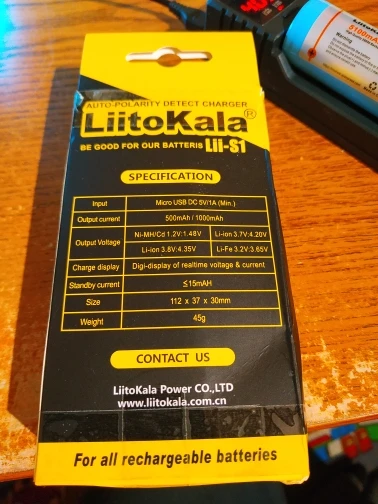 AUTO-POLARITY DETECT CHARGER
LiitoKala®
BE GOOD FOR OUR BATTERIS Lii-S1
SPECIFICATION
Input Micro USB DC 5V/1A (Min.)
Output current 500mAh / 1000mAh
Output Voltage Ni-MH/Cd 1.2V:1.48V Li-ion 3.7V:4.20V
Li-ion 3.8V:4.35V Li-Fe 3.2V:3.65V
Charge display Digi-display of realtime voltage & current
Standby current ≤15mAH
Size 112 x 37 x 30mm
Weight 45g
CONTACT US
LiitoKala Power CO.,LTD
www.liitokala.com.cn
For all rechargeable batteries
5100mA
Warning